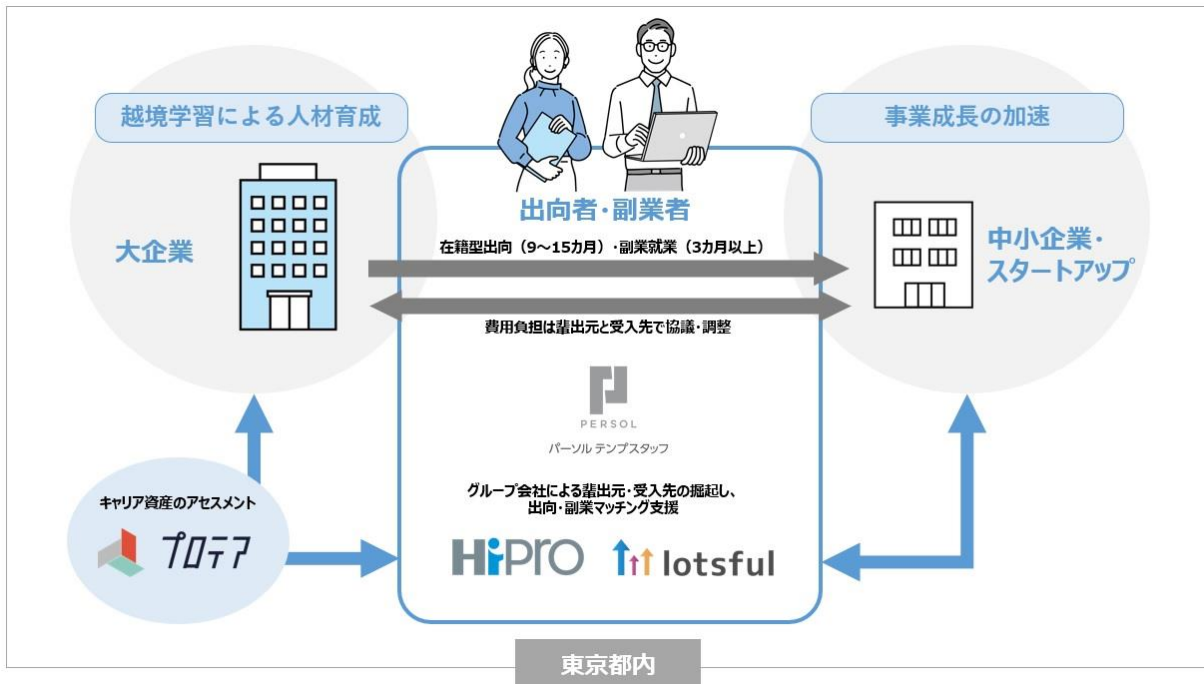 越境学習による人材育成
事業成長の加速
大企業
出向者・副業者
在籍型出向（9～15カ月）・副業就業（3カ月以上）
中小企業・
スタートアップ
費用負担は輩出元と受入先で協議・調整
PERSOL
パーソル テンプスタッフ
グループ会社による輩出元・受入先の掘起し、
出向・副業マッチング支援
HiPRO
lotsful
キャリア資産のアセスメント
プロテア
東京都内